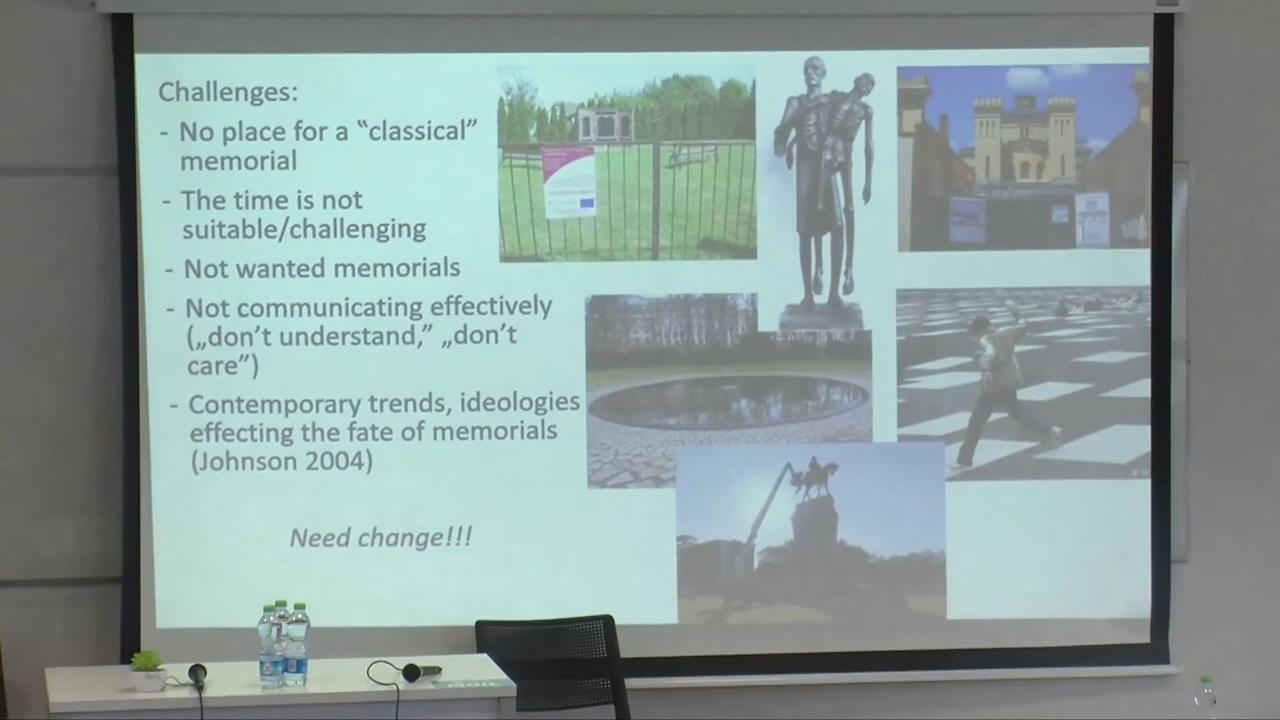 Challenges:
- No place for a “classical”
memorial
- The time is not
suitable/challenging
- Not wanted memorials
- Not communicating effectively
(„don’t understand,” „don’t
care”)
- Contemporary trends, ideologies
effecting the fate of memorials
(Johnson 2004)
Need change!!!